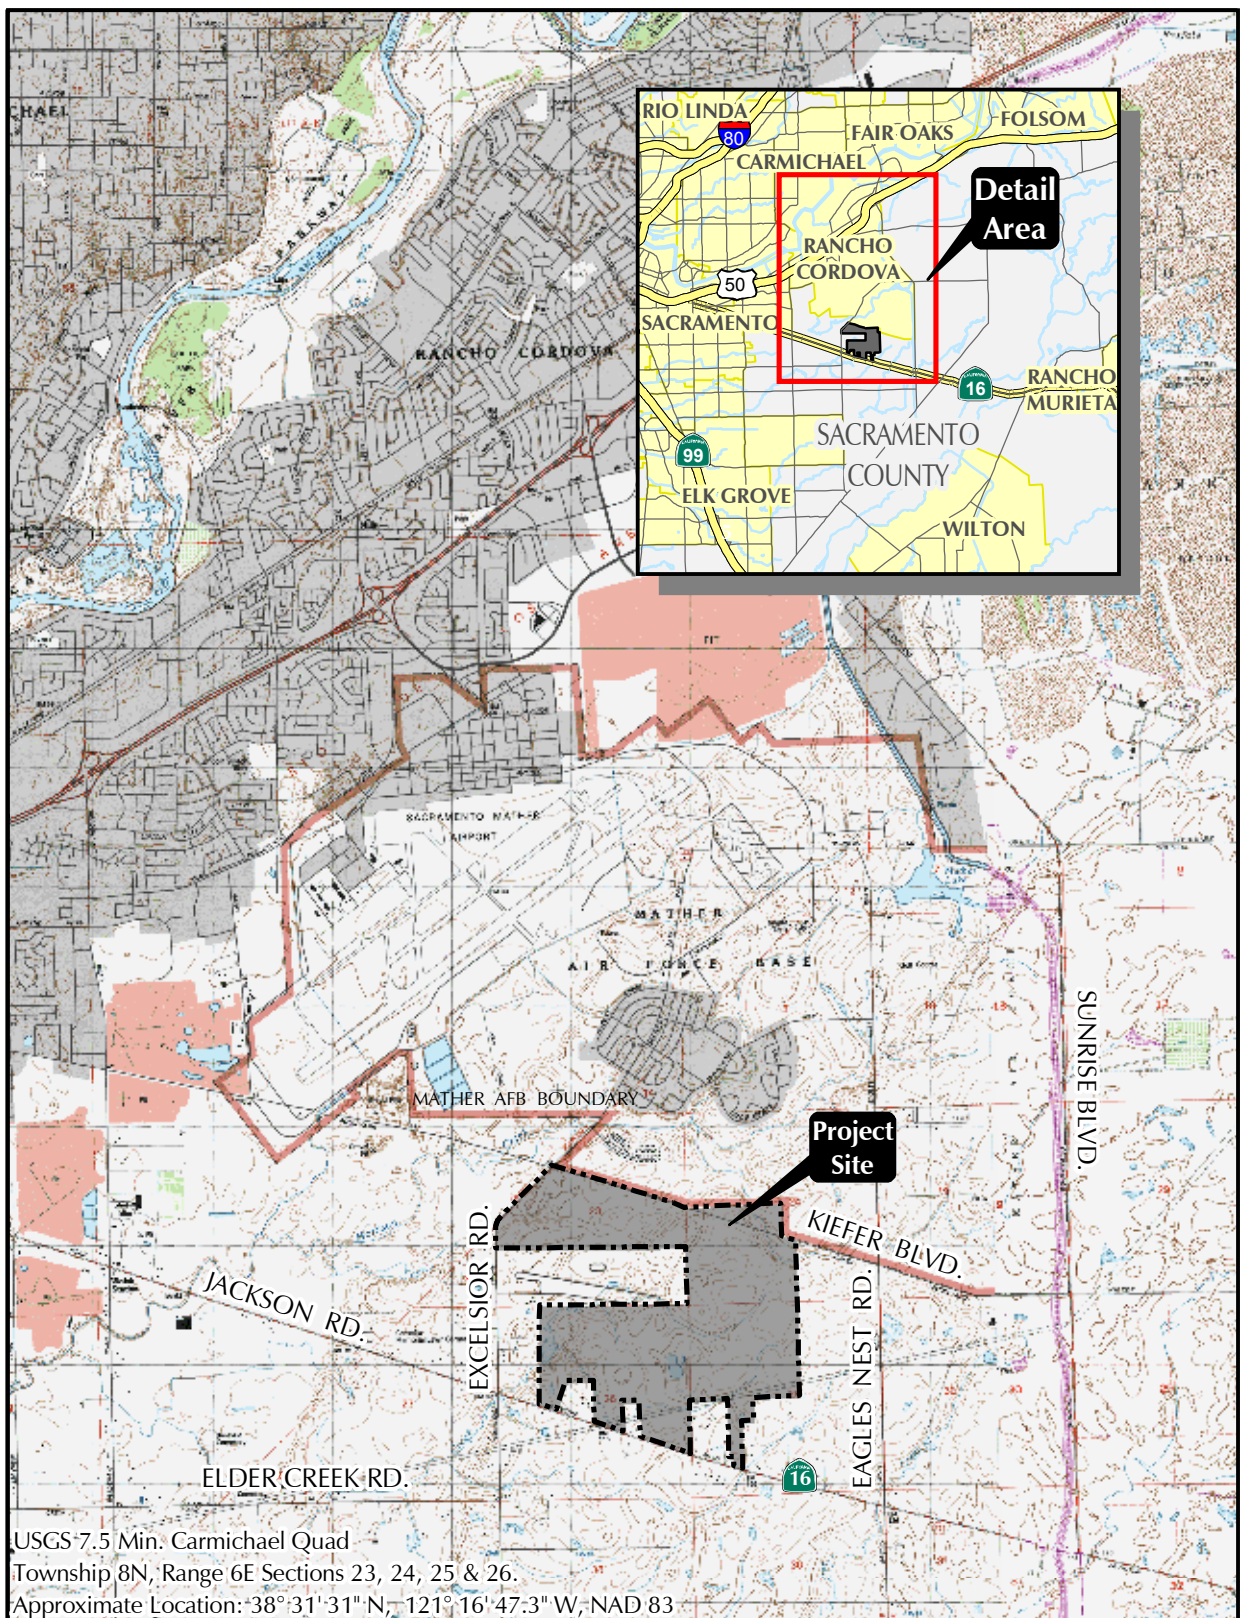 CHAEL
RIO LINDA
80
FAIR OAKS
FOLSOM
CARMICHAEL
Detail
Area
RANCHO
CORDOVA
50
SACRAMENTO
16
RANCHO
MURIETA
SACRAMENTO
COUNTY
99
ELK GROVE
WILTON
RANCHO CORDOVA
SACRAMENTO MATHER
AIRPORT
MATHER
AIR FORCE BASE
SUNRISE BLVD.
MATHER AFB BOUNDARY
Project
Site
KIEFER BLVD.
EXCELSIOR RD.
JACKSON RD.
EAGLES NEST RD.
ELDER CREEK RD.
16
USGS 7.5 Min. Carmichael Quad
Township 8N, Range 6E Sections 23, 24, 25 & 26.
Approximate Location: 38° 31' 31" N, 121° 16' 47.3" W, NAD 83